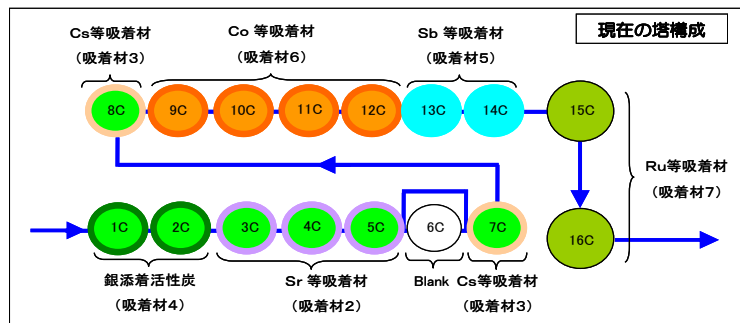 現在の塔構成
Cs等吸着材
(吸着材3)
Co 等吸着材
(吸着材6)
Sb 等吸着材
(吸着材5)
8C
9C
10C
11C
12C
13C
14C
15C
Ru等吸着材
(吸着材7)
1C
2C
3C
4C
5C
6C
7C
16C
銀添着活性炭
(吸着材4)
Sr 等吸着材
(吸着材2)
Blank
Cs等吸着材
(吸着材3)